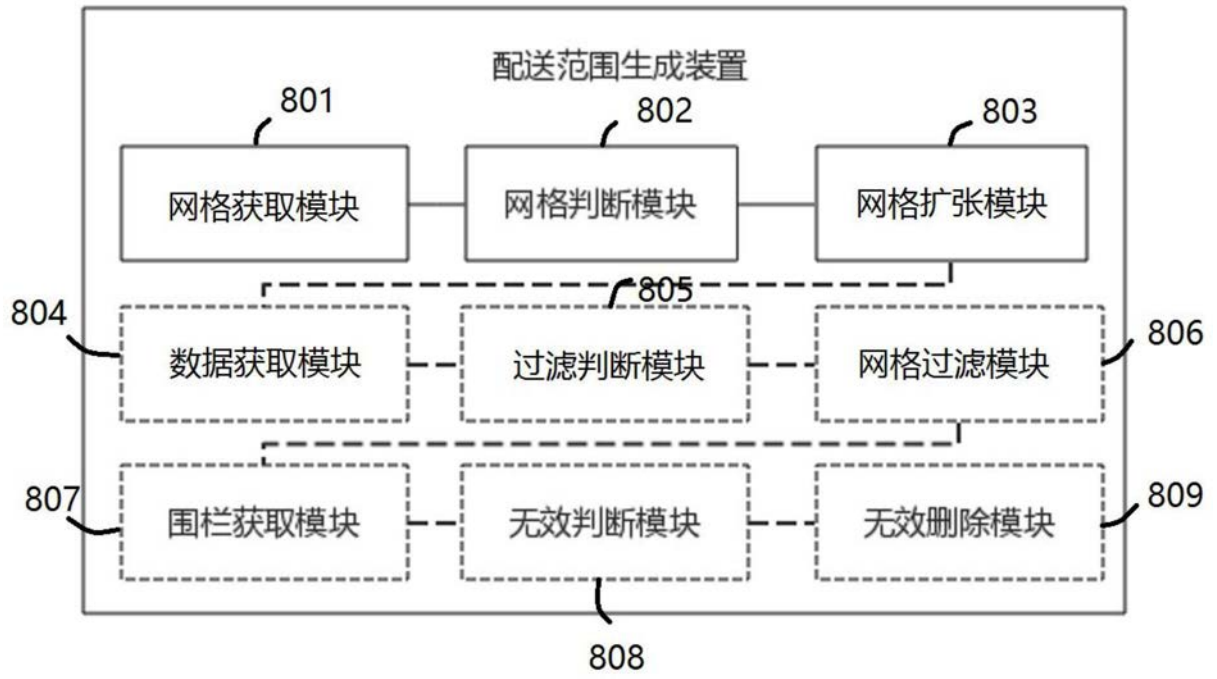 配送范围生成装置
801
802
803
网格获取模块
网格判断模块
网格扩张模块
805
804
806
数据获取模块
过滤判断模块
网格过滤模块
807
809
围栏获取模块
无效判断模块
无效删除模块
808